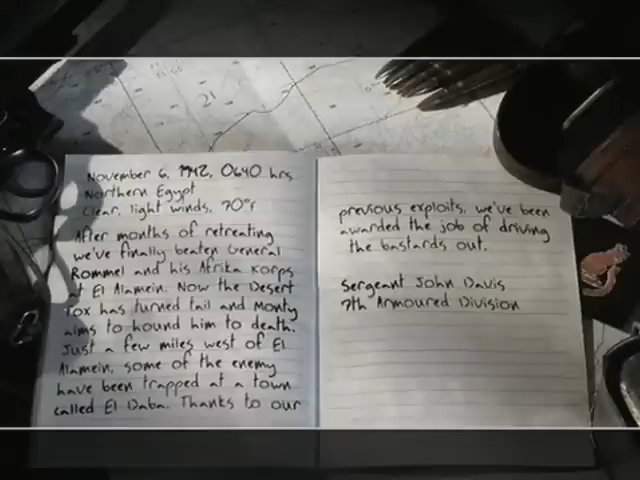 November 6, 1942, 0640 hrs
Northern Egypt
Clear, light winds, 70°F
After months of retreating
we've finally beaten General
Rommel and his Afrika Korps
at El Alamein. Now the Desert
Fox has turned tail and Monty
aims to hound him to death.
Just a few miles west of El
Alamein, some of the enemy
have been trapped at a town
called El Daba. Thanks to our
previous exploits, we've been
awarded the job of driving
the bastards out.
Sergeant John Davis
7th Armoured Division
21